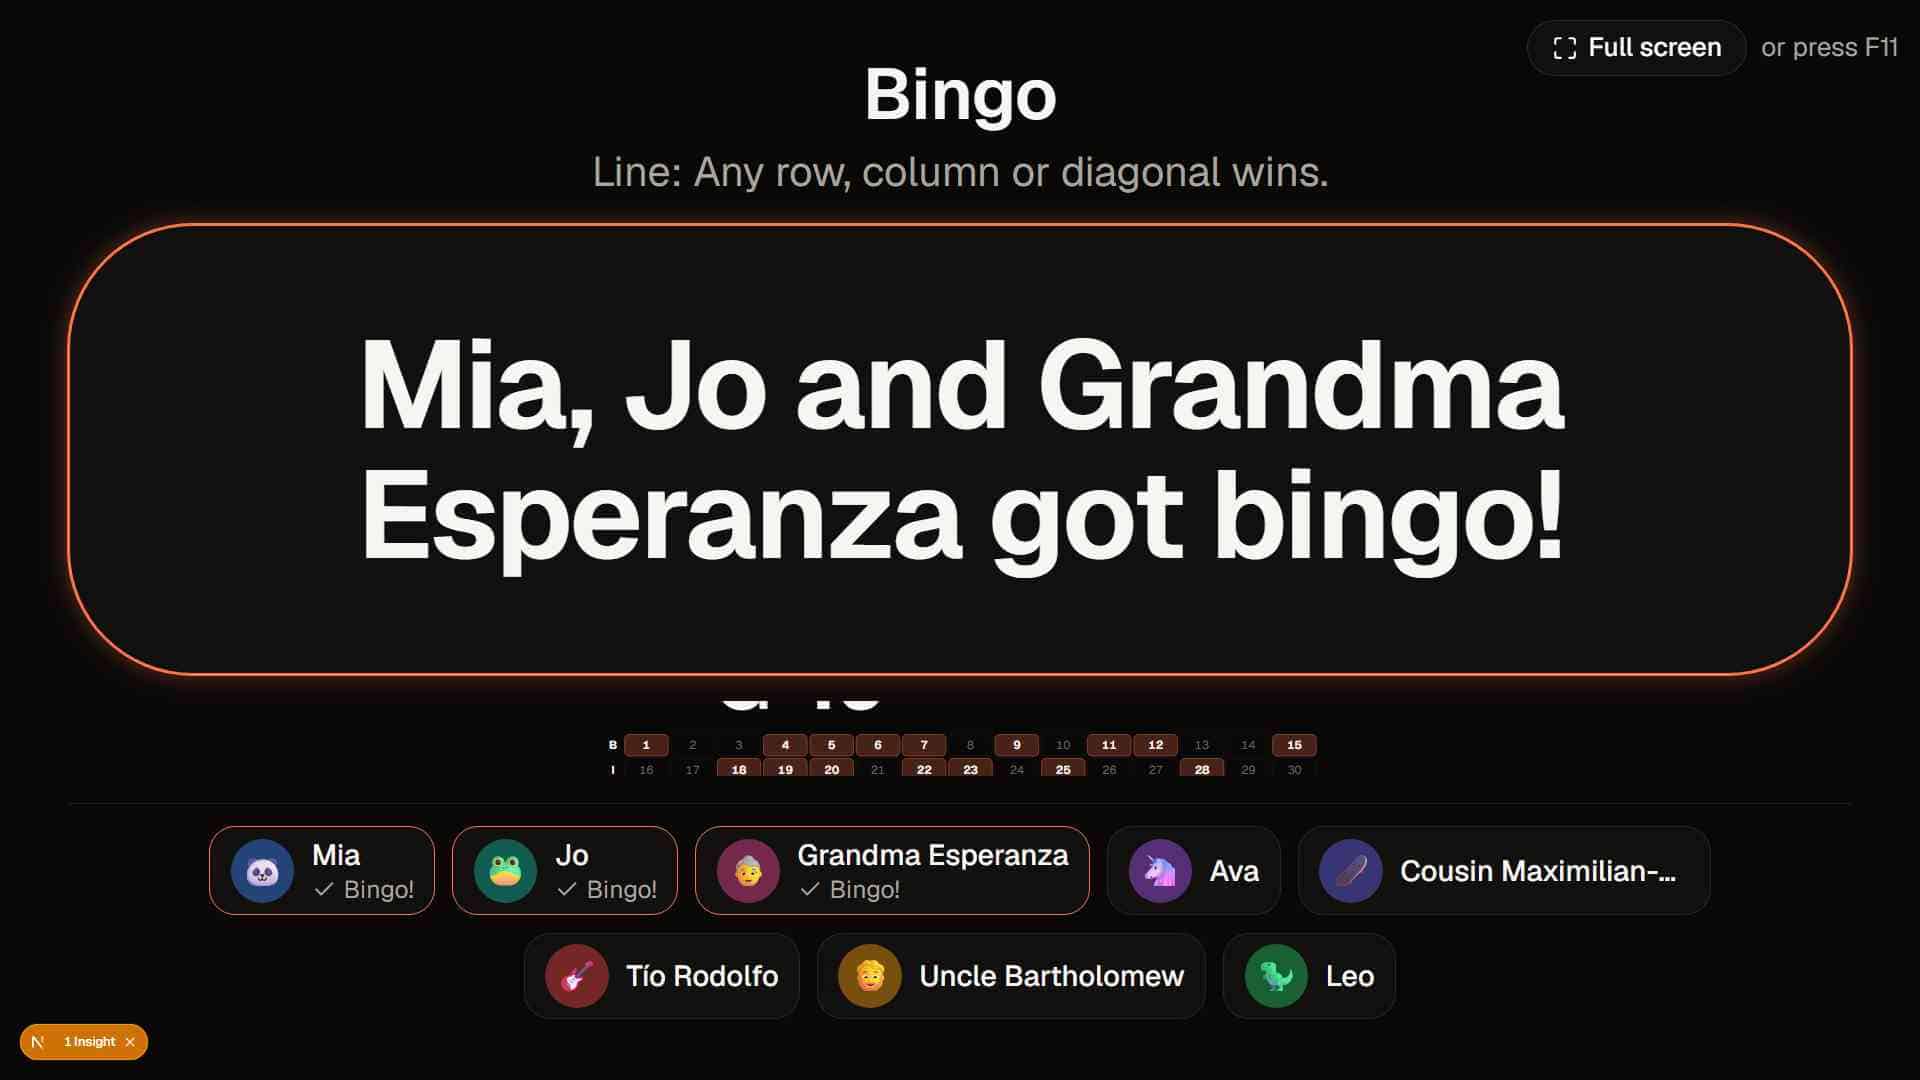 Full screen or press F11
Bingo
Line: Any row, column or diagonal wins.
Mia, Jo and Grandma
Esperanza got bingo!
B 1 2 3 4 5 6 7 8 9 10 11 12 13 14 15
I 16 17 18 19 20 21 22 23 24 25 26 27 28 29 30
Mia
Bingo!
Jo
Bingo!
Grandma Esperanza
Bingo!
Ava
Cousin Maximilian-...
Tío Rodolfo
Uncle Bartholomew
Leo
1 Insight